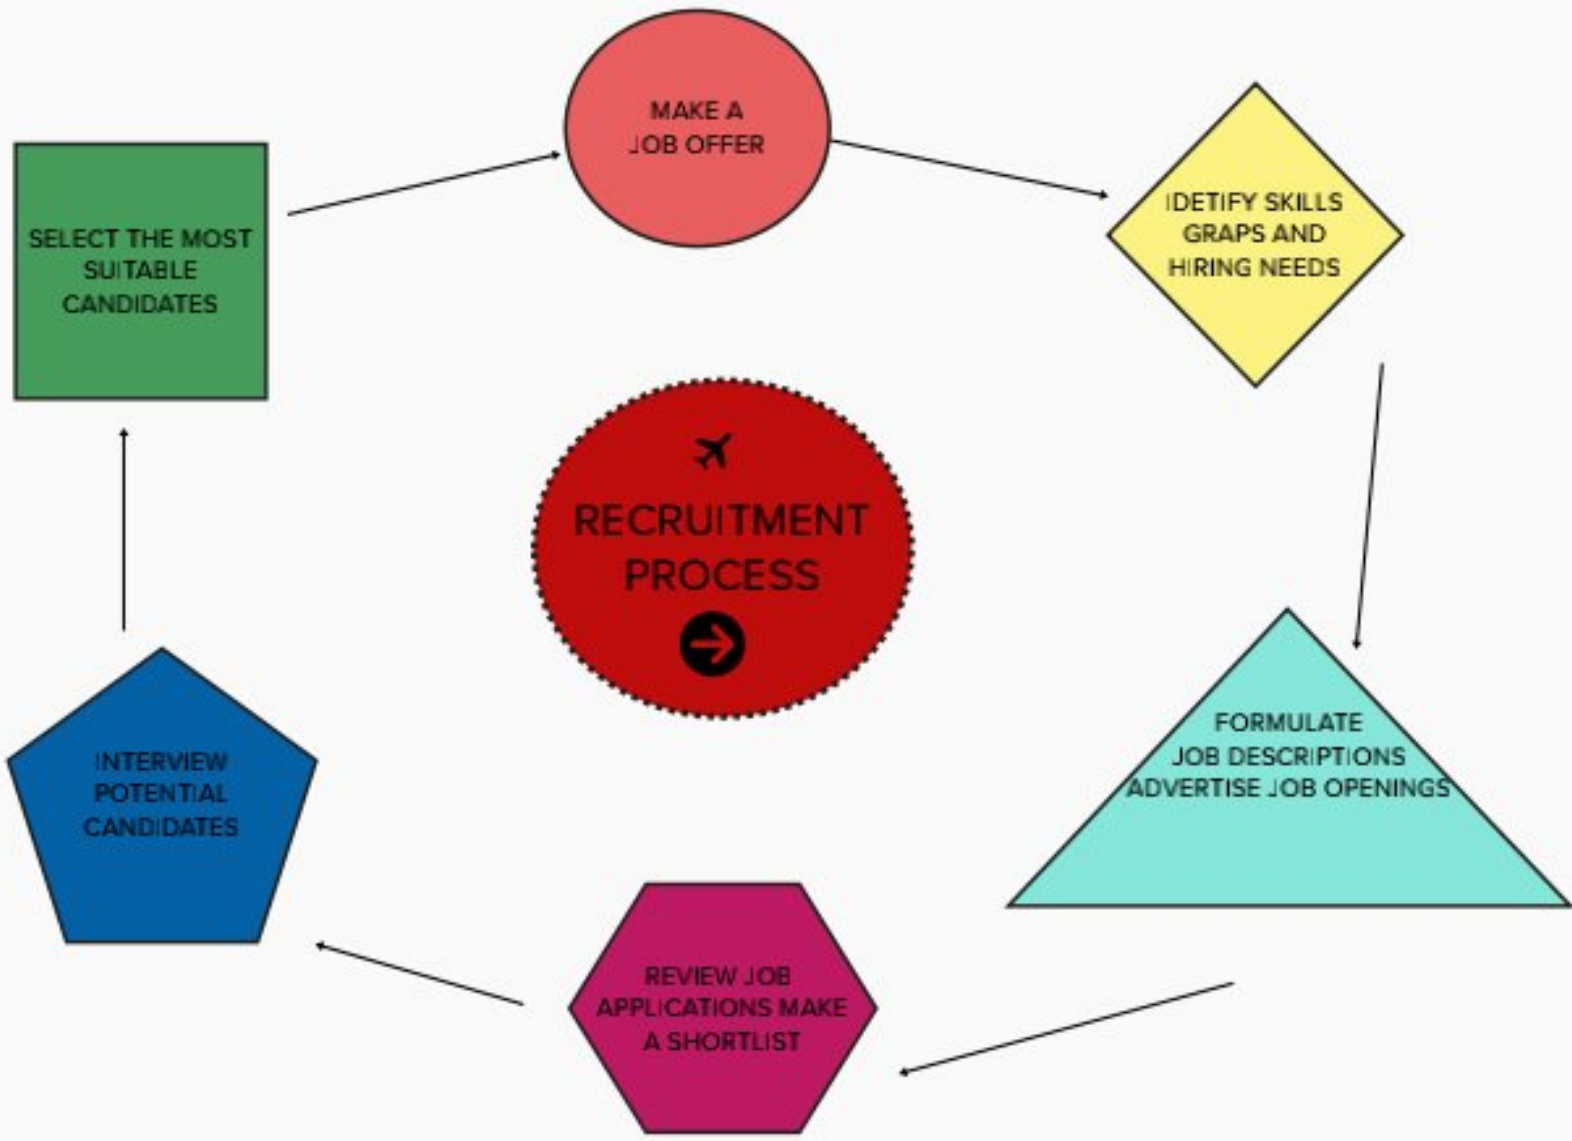 MAKE A
JOB OFFER
IDETIFY SKILLS
GRAPS AND
HIRING NEEDS
SELECT THE MOST
SUITABLE
CANDIDATES
RECRUITMENT
PROCESS
FORMULATE
JOB DESCRIPTIONS
ADVERTISE JOB OPENINGS
INTERVIEW
POTENTIAL
CANDIDATES
REVIEW JOB
APPLICATIONS MAKE
A SHORTLIST